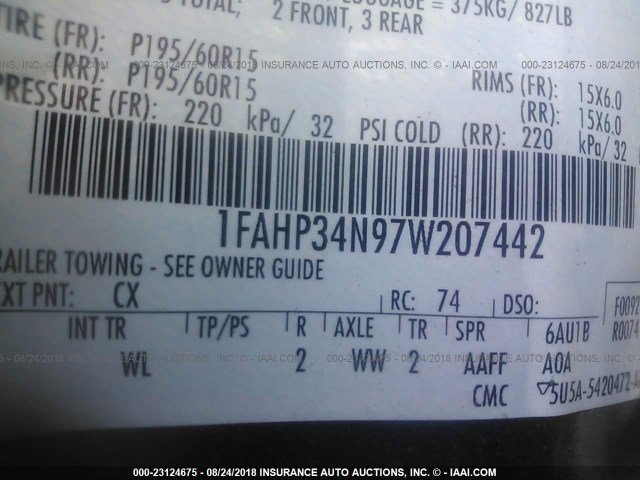 TOTAL; 2 FRONT, 3 REAR
LUGGAGE = 375KG/ 827LB
TIRE (FR): P195/60R15
(RR): P195/60R15
RIMS (FR): 15X6.0
(RR): 15X6.0
PRESSURE (FR): 220 kPa/ 32 PSI COLD (RR): 220 kPa/ 32
1FAHP34N97W207442
TRAILER TOWING - SEE OWNER GUIDE
EXT PNT: CX RC: 74 DSO: F0092
R0074
INT TR TP/PS R AXLE TR SPR 6AU1B
WL 2 WW 2 AAFF A0A
CMC 5U5A-5420472-A
000-23124675 - 08/24/2018 INSURANCE AUTO AUCTIONS, INC. - IAAI.COM